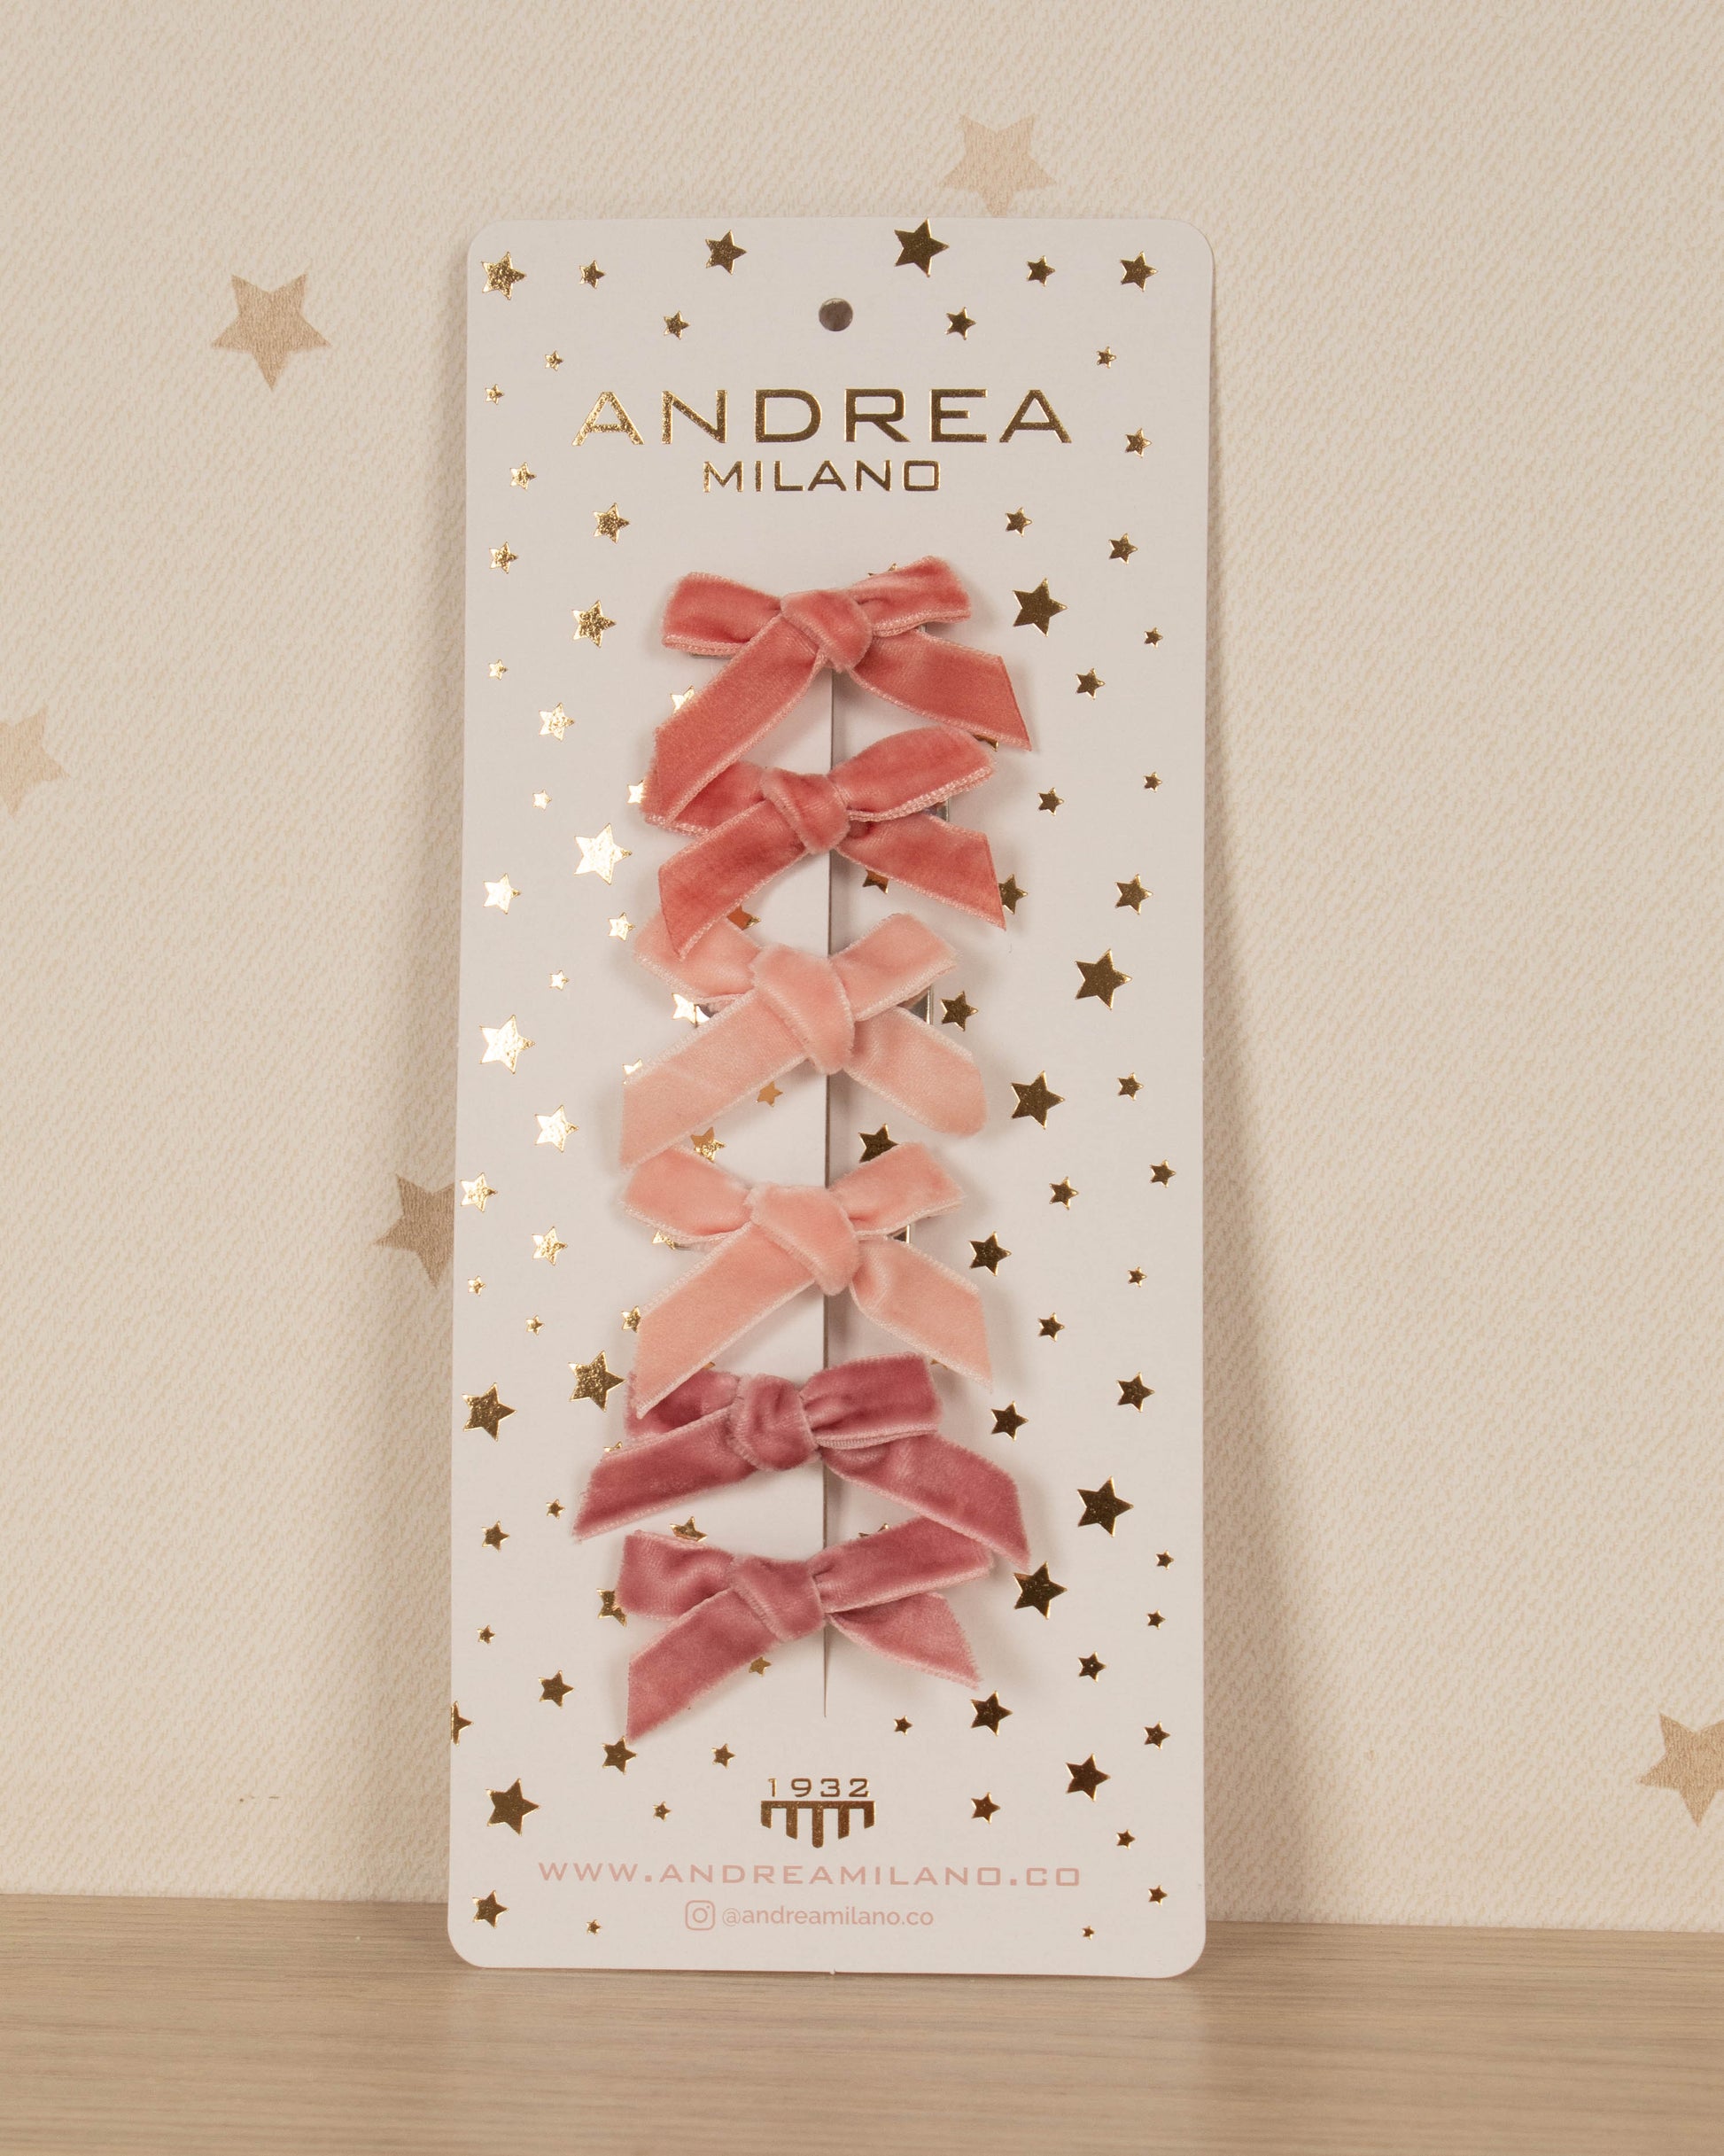 ANDREA
MILANO
1932
WWW.ANDREAMILANO.CO
@andreamilano.co